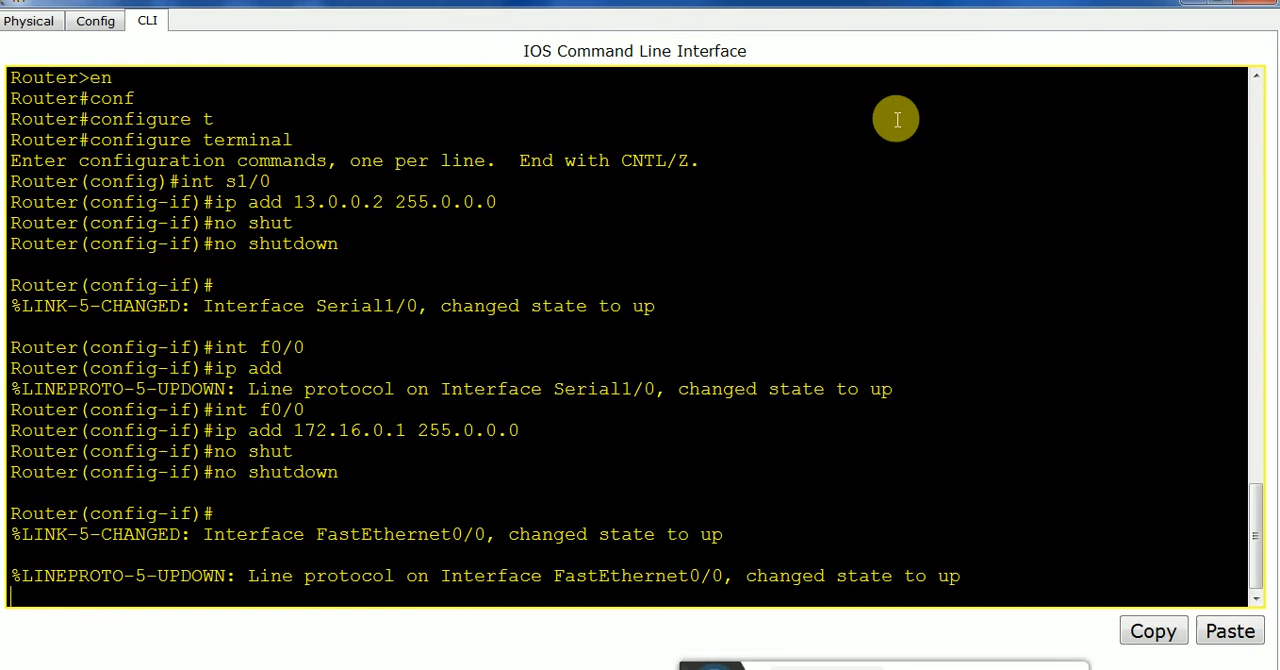 Physical
Config
CLI
IOS Command Line Interface
Router>en
Router#conf
Router#configure t
Router#configure terminal
Enter configuration commands, one per line.  End with CNTL/Z.
Router(config)#int s1/0
Router(config-if)#ip add 13.0.0.2 255.0.0.0
Router(config-if)#no shut
Router(config-if)#no shutdown
Router(config-if)#
%LINK-5-CHANGED: Interface Serial1/0, changed state to up
Router(config-if)#int f0/0
Router(config-if)#ip add
%LINEPROTO-5-UPDOWN: Line protocol on Interface Serial1/0, changed state to up
Router(config-if)#int f0/0
Router(config-if)#ip add 172.16.0.1 255.0.0.0
Router(config-if)#no shut
Router(config-if)#no shutdown
Router(config-if)#
%LINK-5-CHANGED: Interface FastEthernet0/0, changed state to up
%LINEPROTO-5-UPDOWN: Line protocol on Interface FastEthernet0/0, changed state to up
Copy
Paste